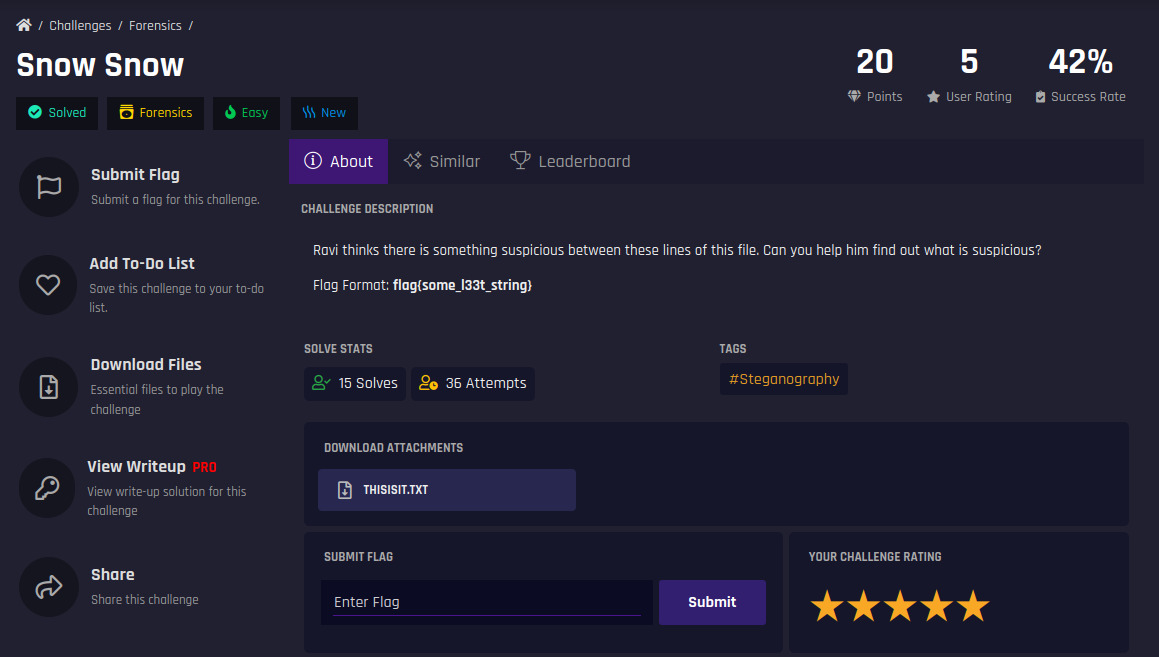 / Challenges / Forensics /
Snow Snow
Solved Forensics Easy New
20 5 42%
Points User Rating Success Rate
Submit Flag
Submit a flag for this challenge.
Add To-Do List
Save this challenge to your to-do
list.
Download Files
Essential files to play the
challenge
View Writeup PRO
View write-up solution for this
challenge
Share
Share this challenge
About Similar Leaderboard
CHALLENGE DESCRIPTION
Ravi thinks there is something suspicious between these lines of this file. Can you help him find out what is suspicious?
Flag Format: flag{some_l33t_string}
SOLVE STATS
15 Solves 36 Attempts
TAGS
#Steganography
DOWNLOAD ATTACHMENTS
THISISIT.TXT
SUBMIT FLAG
Enter Flag Submit
YOUR CHALLENGE RATING